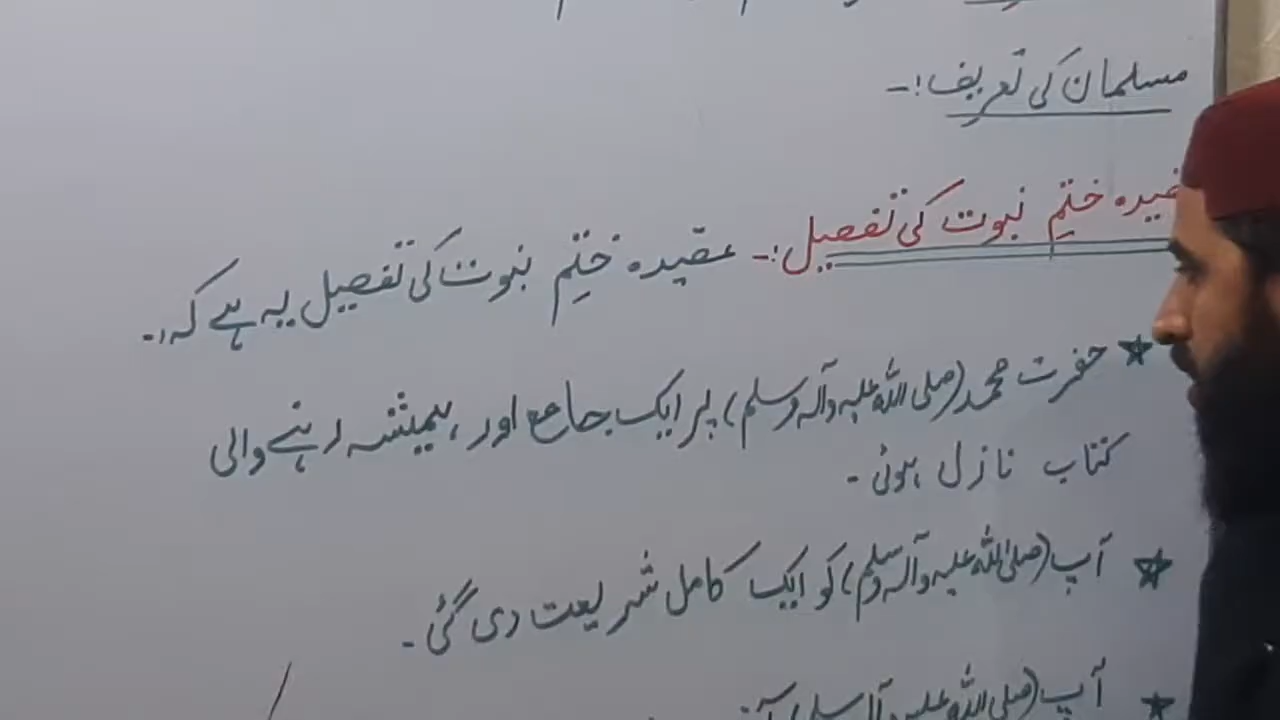 مسلمان کی تعریف :-
عقیدہ ختمِ نبوت کی تفصیل :- عقیدہ ختمِ نبوت کی تفصیل یہ ہے کہ :-
☆ حضرت محمد (صلی اللہ علیہ وآلہ وسلم) پر ایک جامع اور ہمیشہ رہنے والی
کتاب نازل ہوئی -
☆ آپ (صلی اللہ علیہ وآلہ وسلم) کو ایک کامل شریعت دی گئی -
☆ آپ (صلی اللہ علیہ وآلہ وسلم)